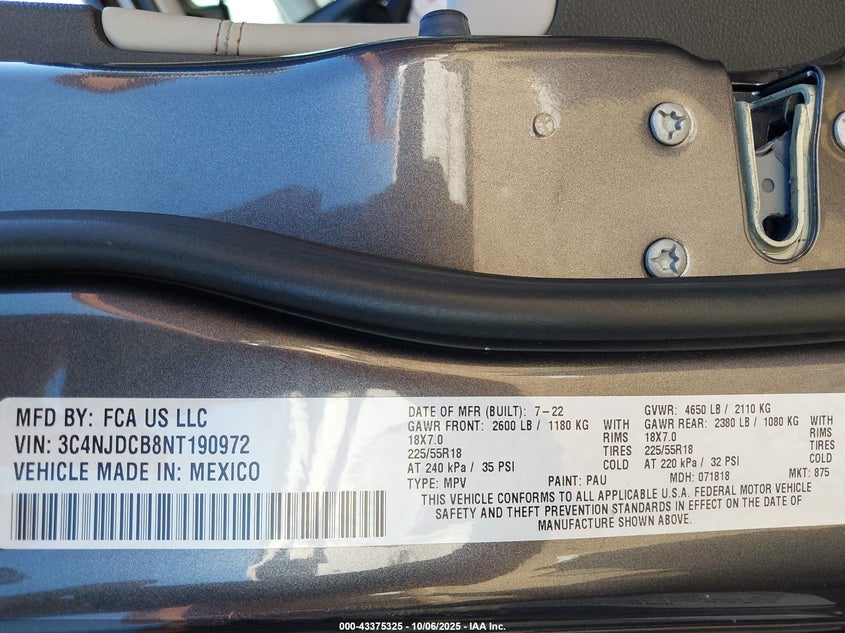 MFD BY: FCA US LLC
VIN: 3C4NJDCB8NT190972
VEHICLE MADE IN: MEXICO
DATE OF MFR (BUILT): 7-22
GVWR: 4650 LB / 2110 KG
GAWR FRONT: 2600 LB / 1180 KG WITH
18X7.0 RIMS
225/55R18 TIRES
AT 240 kPa / 35 PSI COLD
GAWR REAR: 2380 LB / 1080 KG WITH
18X7.0 RIMS
225/55R18 TIRES
AT 220 kPa / 32 PSI COLD
TYPE: MPV PAINT: PAU MDH: 071818 MKT: 875
THIS VEHICLE CONFORMS TO ALL APPLICABLE U.S.A. FEDERAL MOTOR VEHICLE
SAFETY AND THEFT PREVENTION STANDARDS IN EFFECT ON THE DATE OF
MANUFACTURE SHOWN ABOVE.
000-43375325 - 10/06/2025 - IAA Inc.